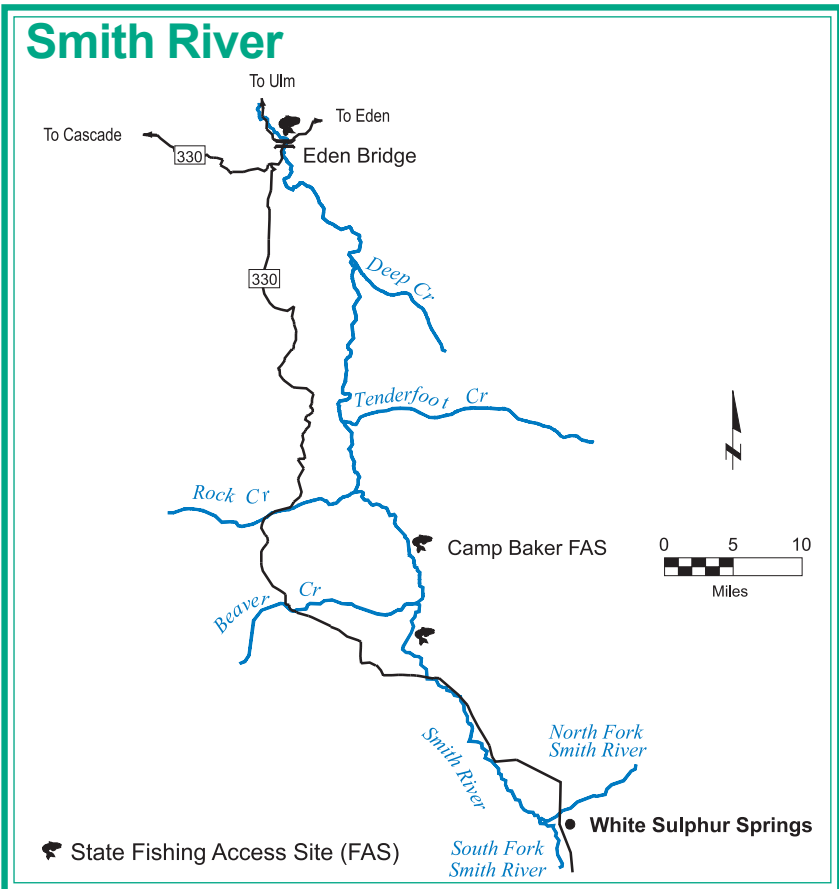 Smith River
To Ulm
To Eden
To Cascade
330
Eden Bridge
330
Deep Cr
Tenderfoot Cr
Rock Cr
Camp Baker FAS
0 5 10
Miles
Beaver Cr
Smith River
North Fork
Smith River
White Sulphur Springs
South Fork
Smith River
State Fishing Access Site (FAS)
N